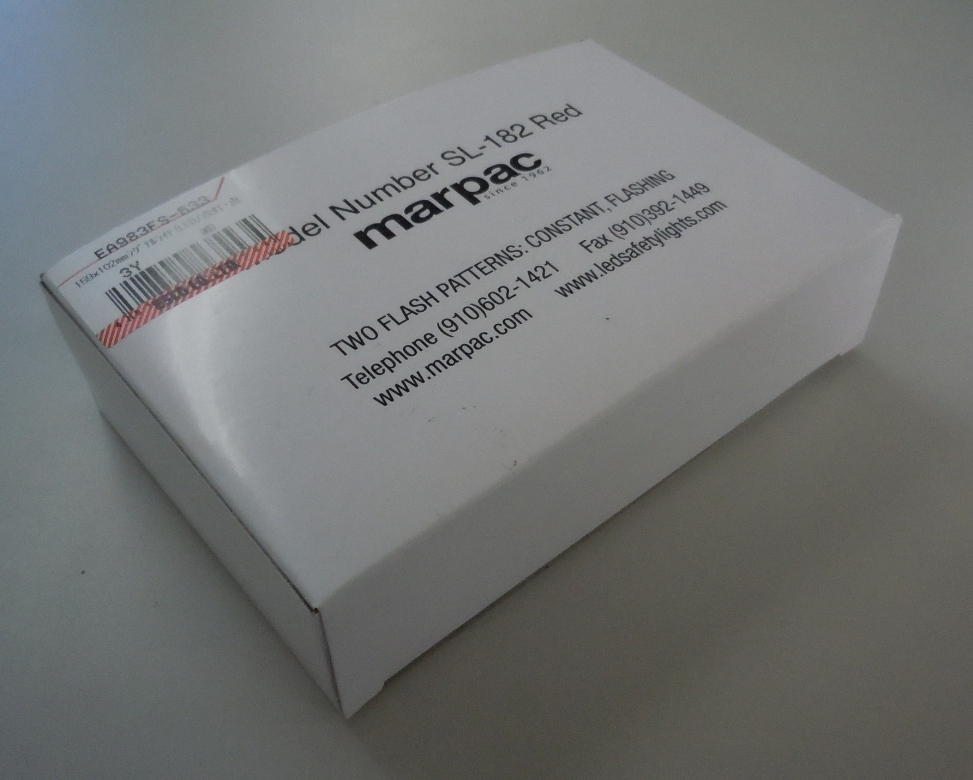 EA983FS-633
3Y
del Number SL-182 Red
marpac
since 1962
TWO FLASH PATTERNS: CONSTANT, FLASHING
Telephone (910)602-1421 Fax (910)392-1449
www.marpac.com www.ledsafetylights.com